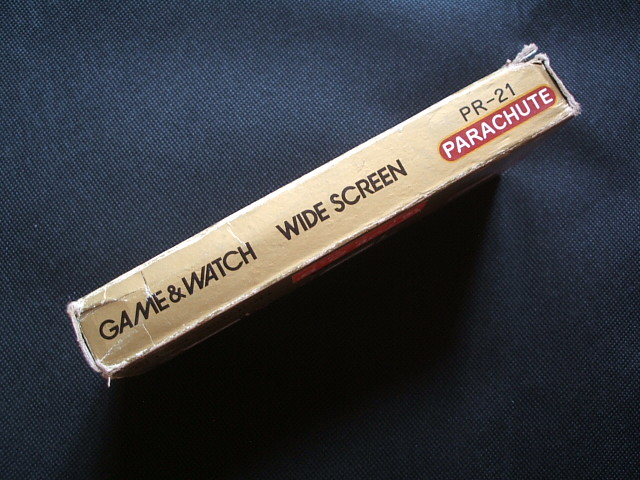 GAME&WATCH WIDE SCREEN
PR-21
PARACHUTE